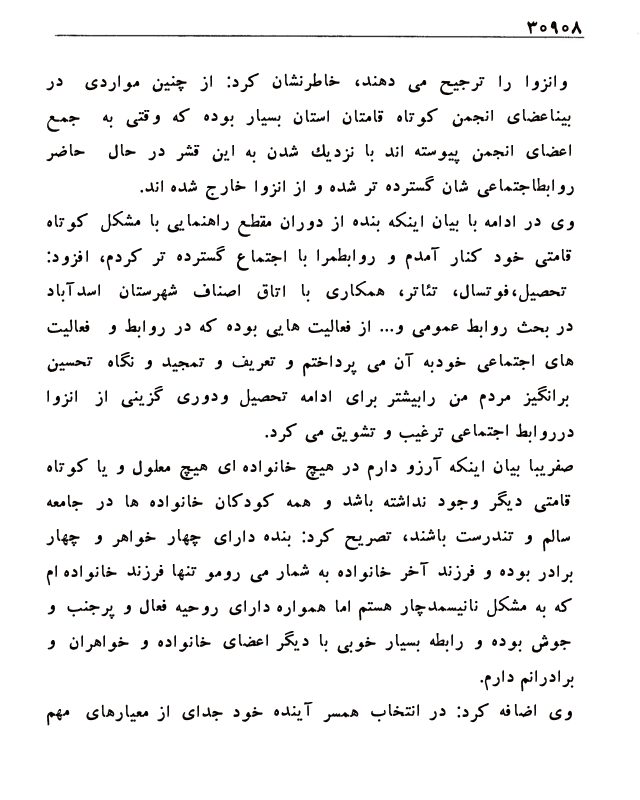 ۳۰۹۰۸
وانزوا را ترجیح می دهند، خاطرنشان کرد: از چنین مواردی در
بیناعضای انجمن کوتاه قامتان استان بسیار بوده که وقتی به جمع
اعضای انجمن پیوسته اند با نزدیك شدن به این قشر در حال حاضر
روابطاجتماعی شان گسترده تر شده و از انزوا خارج شده اند.
وی در ادامه با بیان اینکه بنده از دوران مقطع راهنمایی با مشکل کوتاه
قامتی خود کنار آمدم و روابطمرا با اجتماع گسترده تر کردم، افزود:
تحصیل،فوتسال، تئاتر، همکاری با اتاق اصناف شهرستان اسدآباد
در بحث روابط عمومی و... از فعالیت هایی بوده که در روابط و فعالیت
های اجتماعی خودبه آن می پرداختم و تعریف و تمجید و نگاه تحسین
برانگیز مردم من رابیشتر برای ادامه تحصیل ودوری گزینی از انزوا
درروابط اجتماعی ترغیب و تشویق می کرد.
صفریبا بیان اینکه آرزو دارم در هیچ خانواده ای هیچ معلول و یا کوتاه
قامتی دیگر وجود نداشته باشد و همه کودکان خانواده ها در جامعه
سالم و تندرست باشند، تصریح کرد: بنده دارای چهار خواهر و چهار
برادر بوده و فرزند آخر خانواده به شمار می رومو تنها فرزند خانواده ام
که به مشکل نانیسمدچار هستم اما همواره دارای روحیه فعال و پرجنب و
جوش بوده و رابطه بسیار خوبی با دیگر اعضای خانواده و خواهران و
برادرانم دارم.
وی اضافه کرد: در انتخاب همسر آینده خود جدای از معیارهای مهم